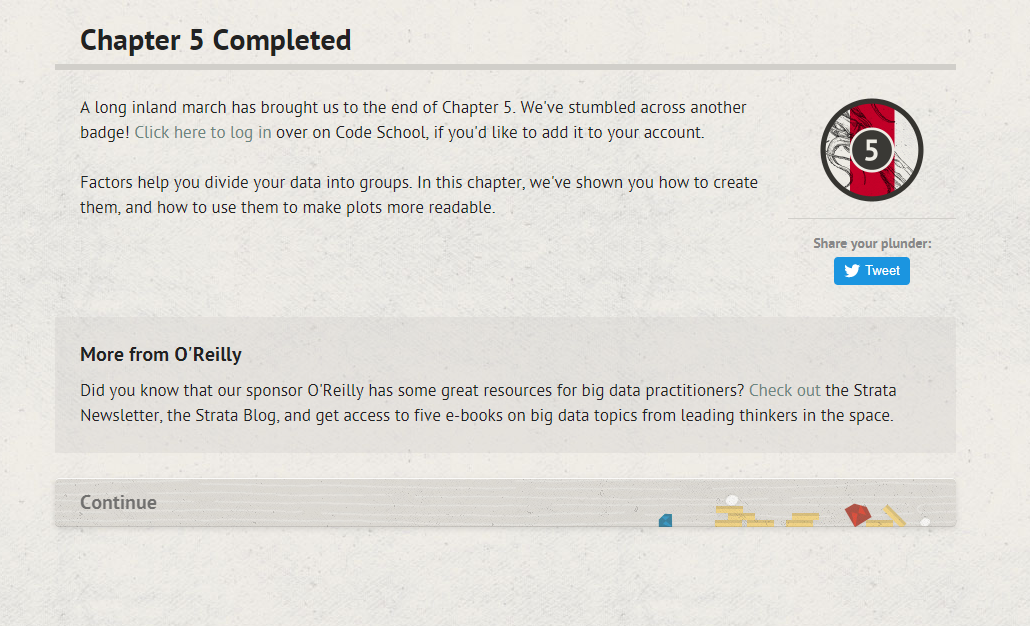 Chapter 5 Completed
A long inland march has brought us to the end of Chapter 5. We've stumbled across another
badge! Click here to log in over on Code School, if you'd like to add it to your account.
5
Factors help you divide your data into groups. In this chapter, we've shown you how to create
them, and how to use them to make plots more readable.
Share your plunder:
Tweet
More from O'Reilly
Did you know that our sponsor O'Reilly has some great resources for big data practitioners? Check out the Strata
Newsletter, the Strata Blog, and get access to five e-books on big data topics from leading thinkers in the space.
Continue